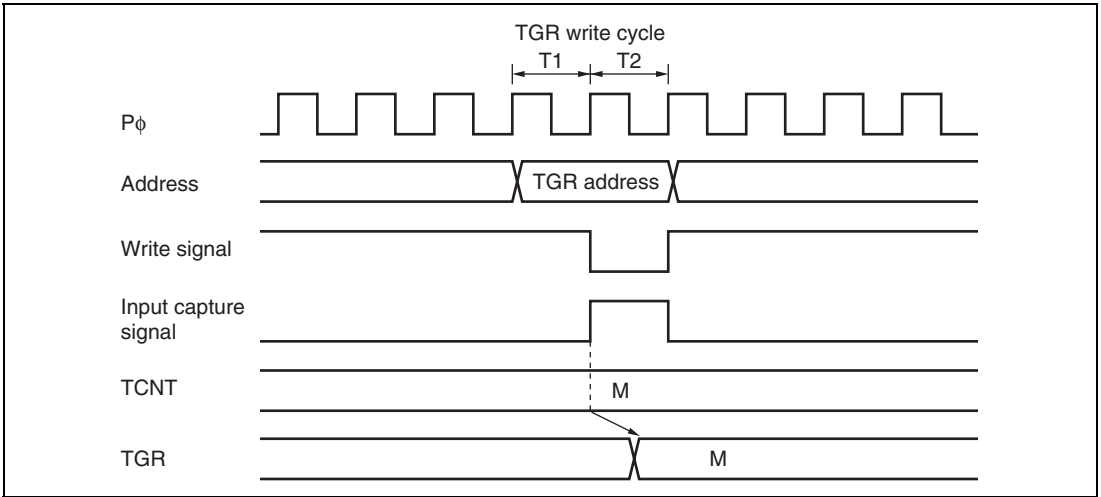 TGR write cycle
T1 T2
Pϕ
Address TGR address
Write signal
Input capture
signal
TCNT M
TGR M